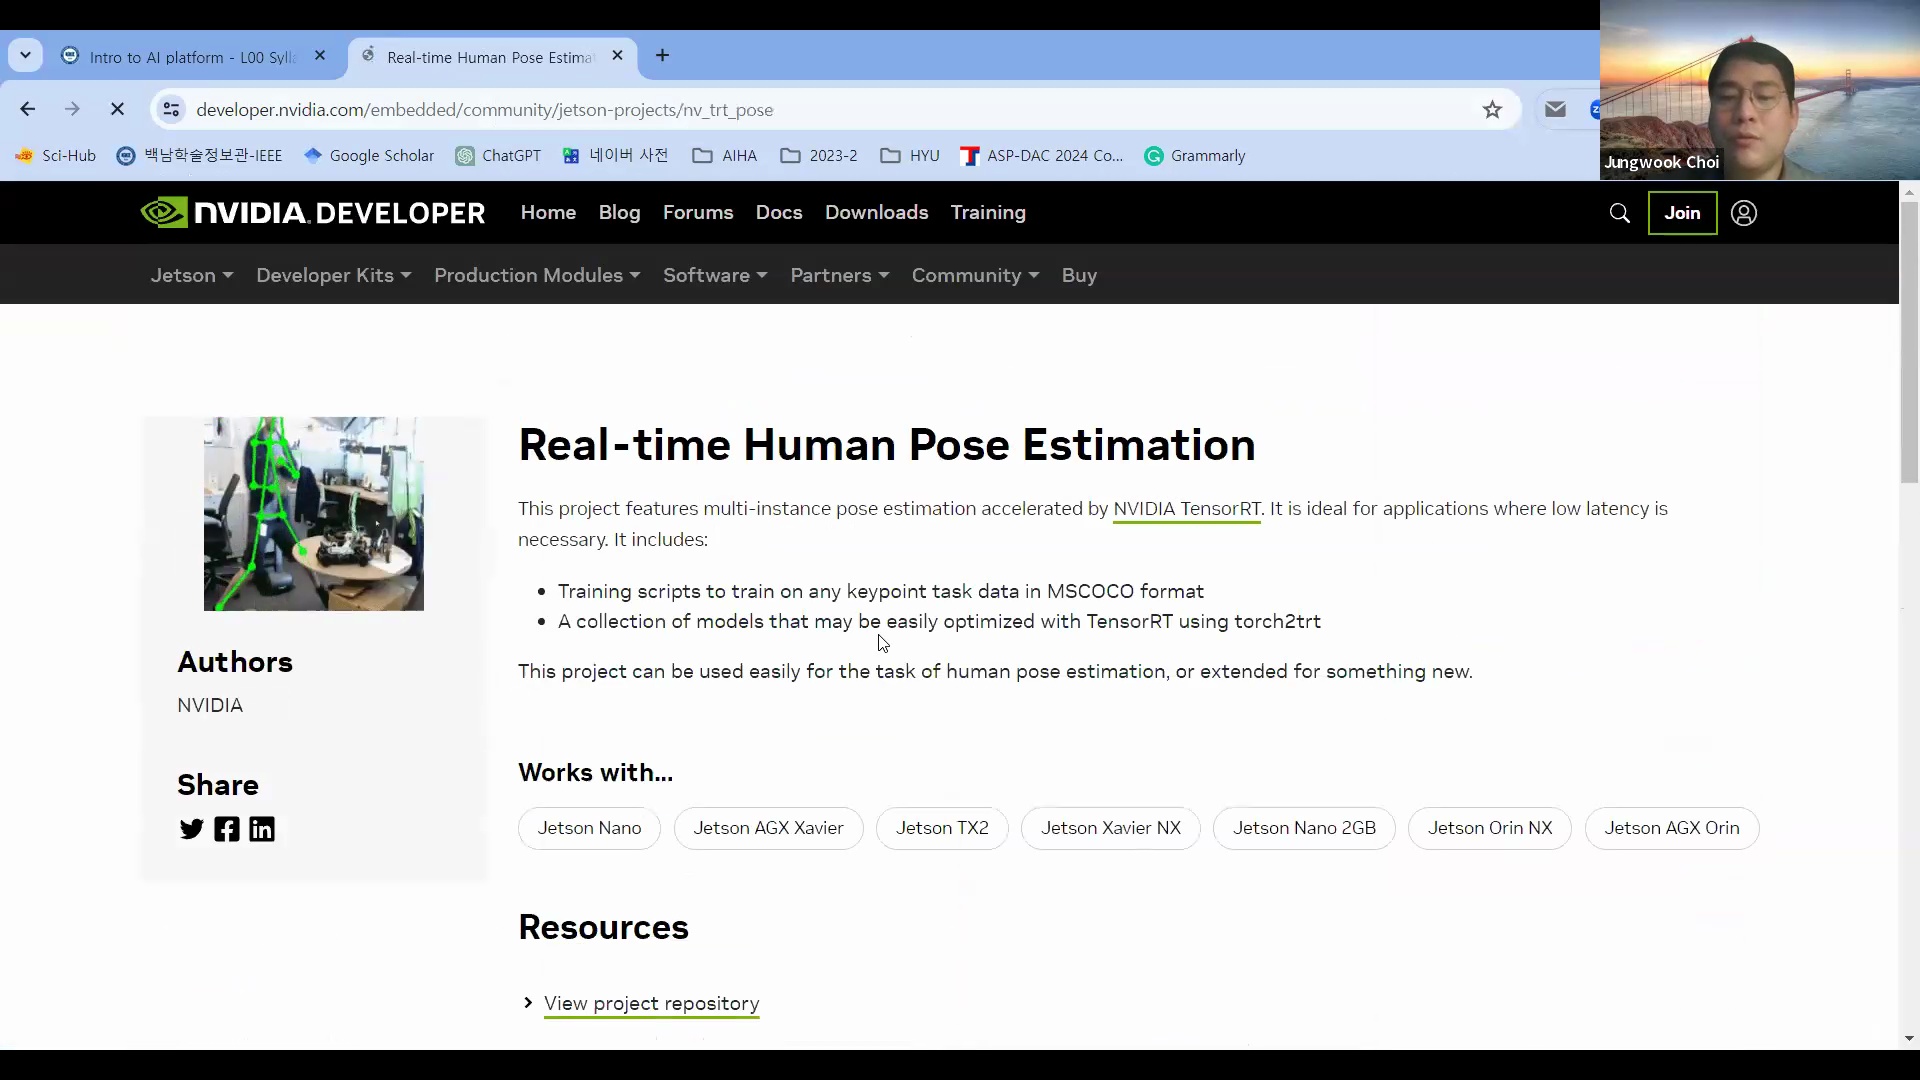 Intro to AI platform - L00 Syll
Real-time Human Pose Estima
developer.nvidia.com/embedded/community/jetson-projects/nv_trt_pose
Sci-Hub
백남학술정보관-IEEE
Google Scholar
ChatGPT
네이버 사전
AIHA
2023-2
HYU
ASP-DAC 2024 Co...
Grammarly
Jungwook Choi
NVIDIA. DEVELOPER
Home
Blog
Forums
Docs
Downloads
Training
Join
Jetson
Developer Kits
Production Modules
Software
Partners
Community
Buy
Real-time Human Pose Estimation
This project features multi-instance pose estimation accelerated by NVIDIA TensorRT. It is ideal for applications where low latency is
necessary. It includes:
• Training scripts to train on any keypoint task data in MSCOCO format
• A collection of models that may be easily optimized with TensorRT using torch2trt
This project can be used easily for the task of human pose estimation, or extended for something new.
Authors
NVIDIA
Share
Works with...
Jetson Nano
Jetson AGX Xavier
Jetson TX2
Jetson Xavier NX
Jetson Nano 2GB
Jetson Orin NX
Jetson AGX Orin
Resources
View project repository